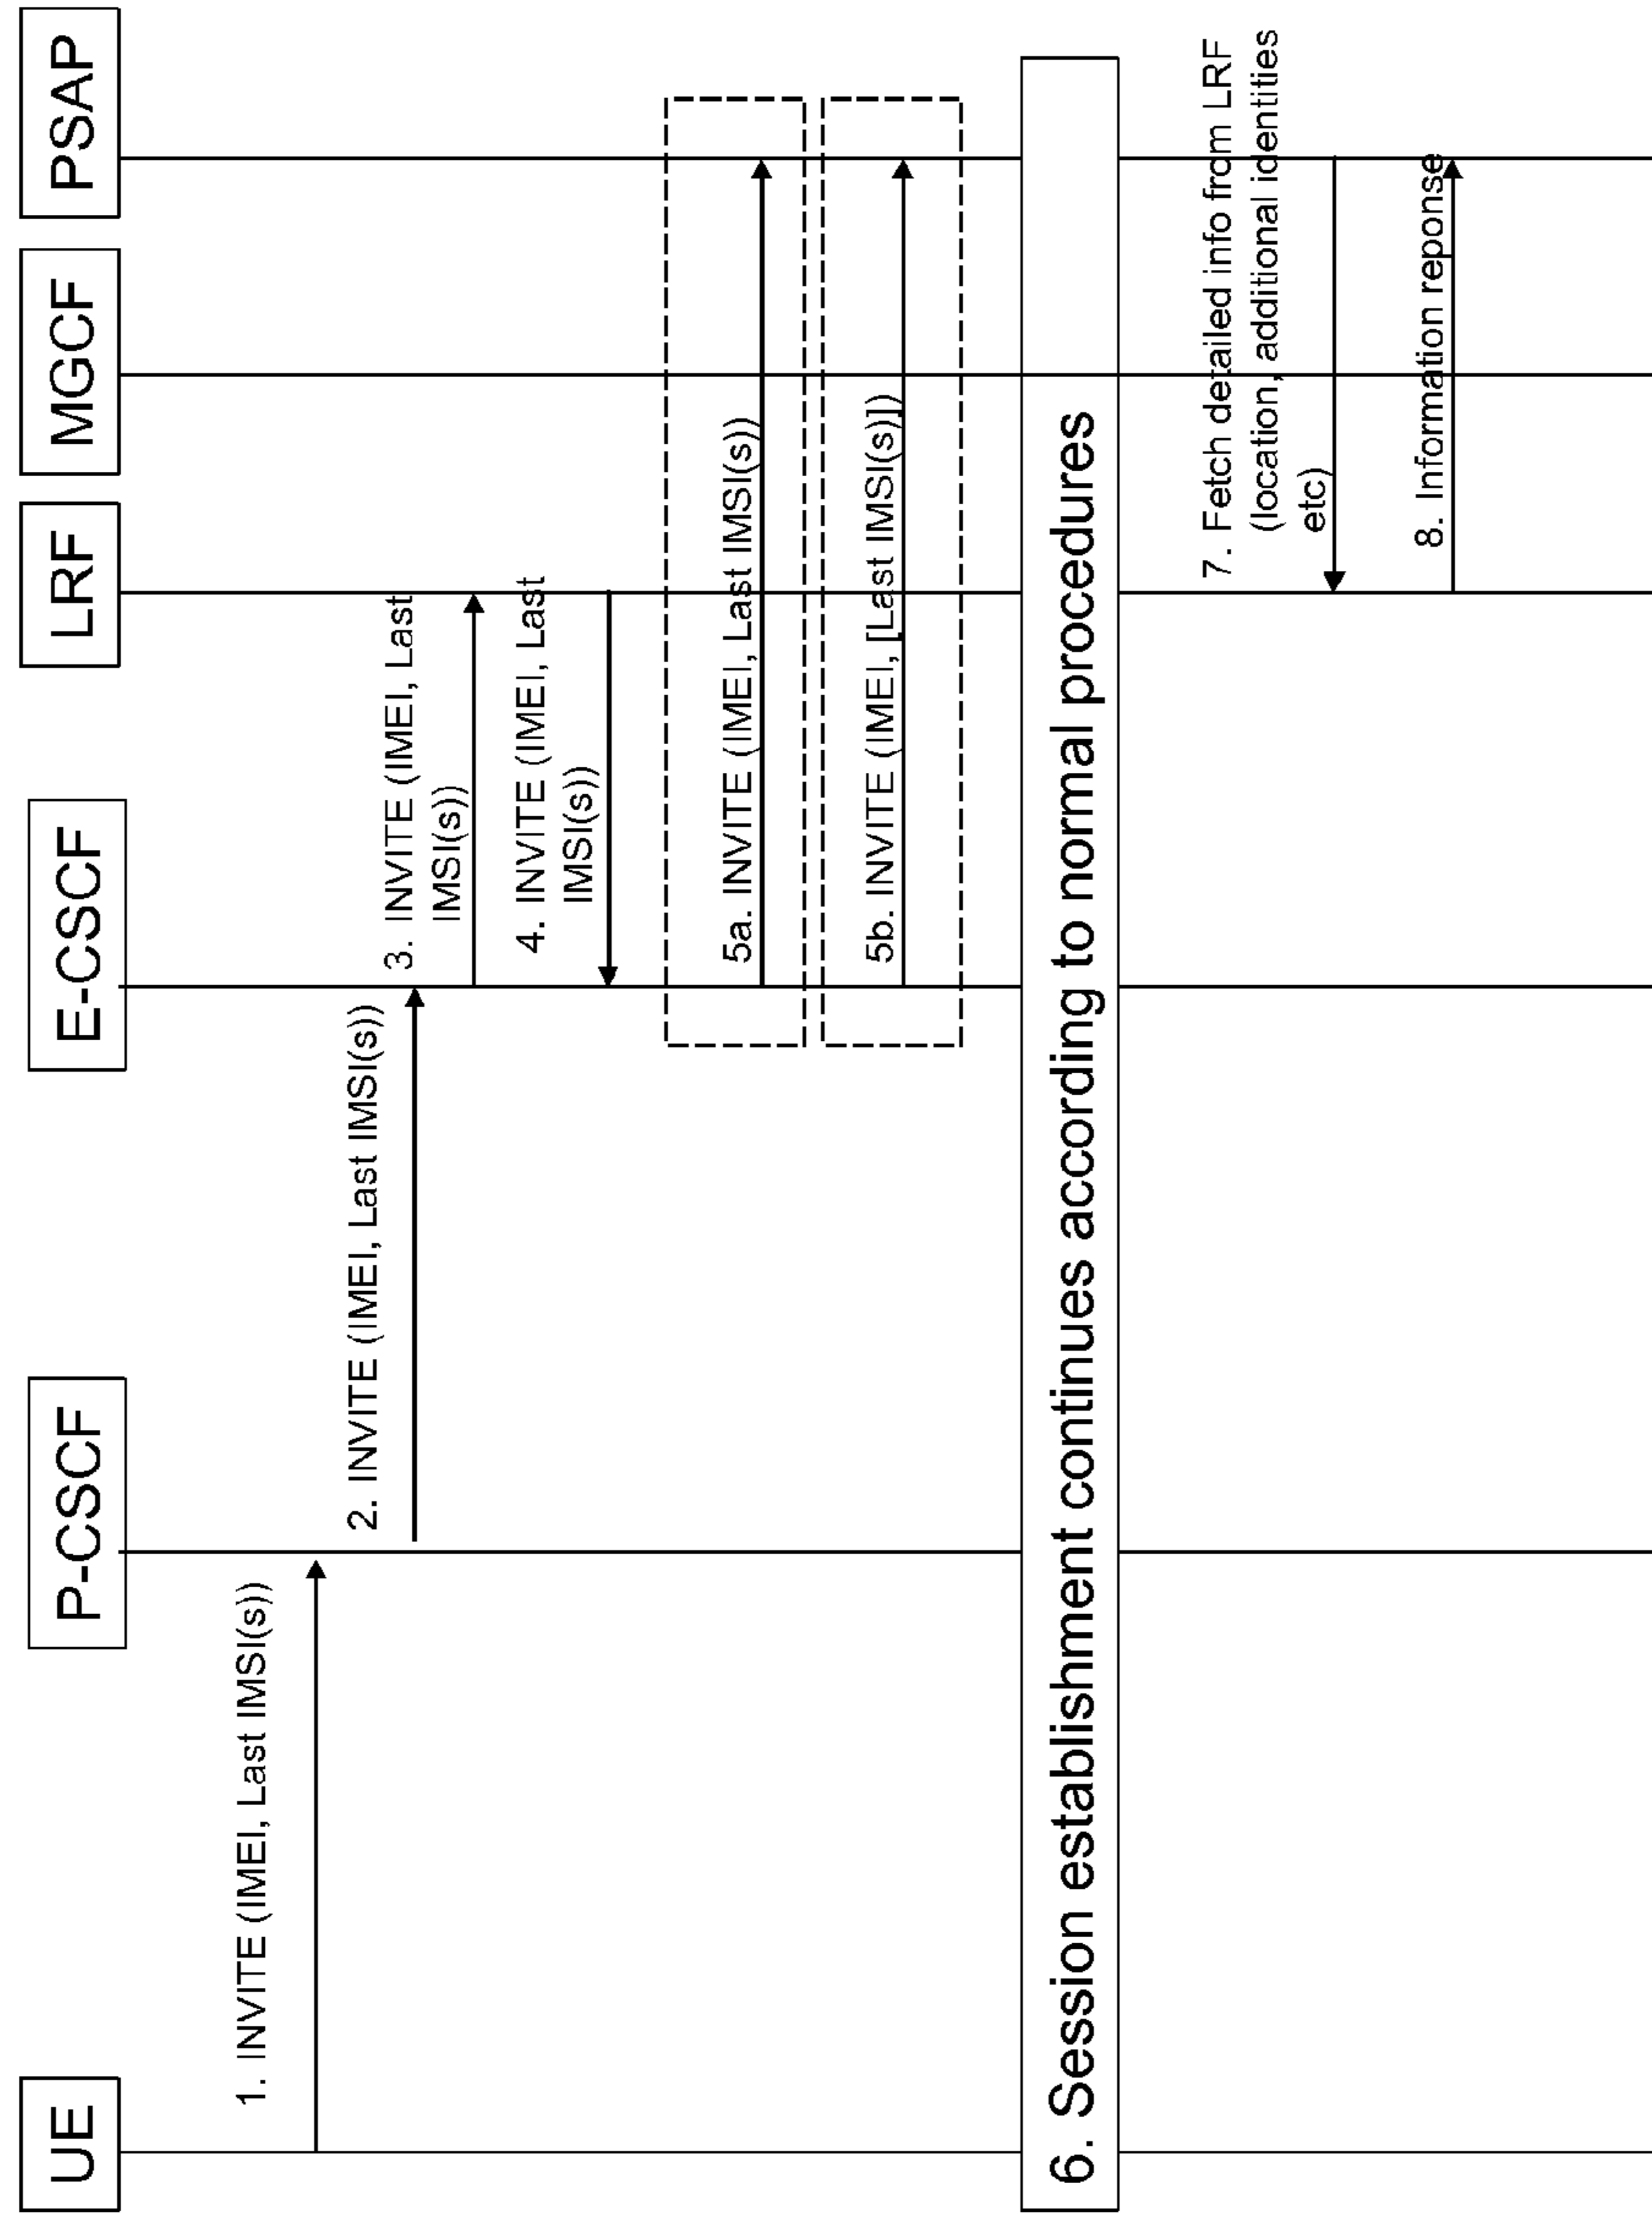 UE
P-CSCF
E-CSCF
LRF
MGCF
PSAP
1. INVITE (IMEI, Last IMSI(s))
2. INVITE (IMEI, Last IMSI(s))
3. INVITE (IMEI, Last
IMSI(s))
4. INVITE (IMEI, Last
IMSI(s))
5a. INVITE (IMEI, Last IMSI(s))
5b. INVITE (IMEI, [Last IMSI(s)])
6. Session establishment continues according to normal procedures
7. Fetch detailed info from LRF
(location, additional identities
etc)
8. Information reponse